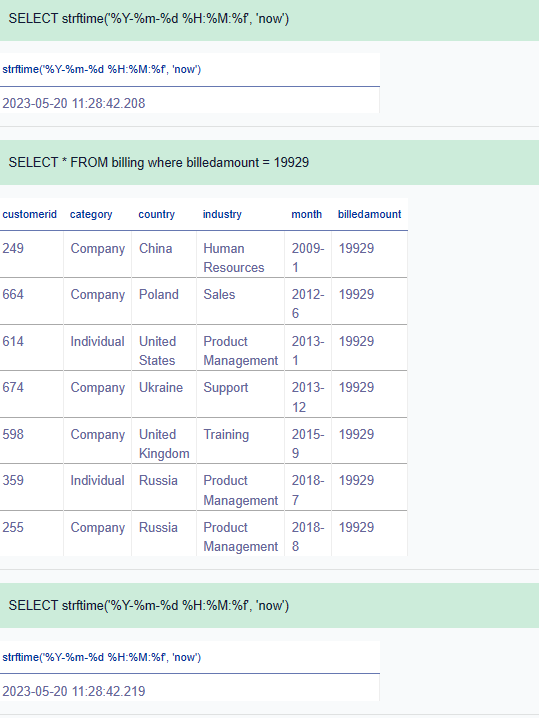 SELECT strftime('%Y-%m-%d %H:%M:%f', 'now')
strftime('%Y-%m-%d %H:%M:%f', 'now')
2023-05-20 11:28:42.208
SELECT * FROM billing where billedamount = 19929
customerid category country industry month billedamount
249 Company China Human 2009- 19929
Resources 1
664 Company Poland Sales 2012- 19929
6
614 Individual United Product 2013- 19929
States Management 1
674 Company Ukraine Support 2013- 19929
12
598 Company United Training 2015- 19929
Kingdom 9
359 Individual Russia Product 2018- 19929
Management 7
255 Company Russia Product 2018- 19929
Management 8
SELECT strftime('%Y-%m-%d %H:%M:%f', 'now')
strftime('%Y-%m-%d %H:%M:%f', 'now')
2023-05-20 11:28:42.219